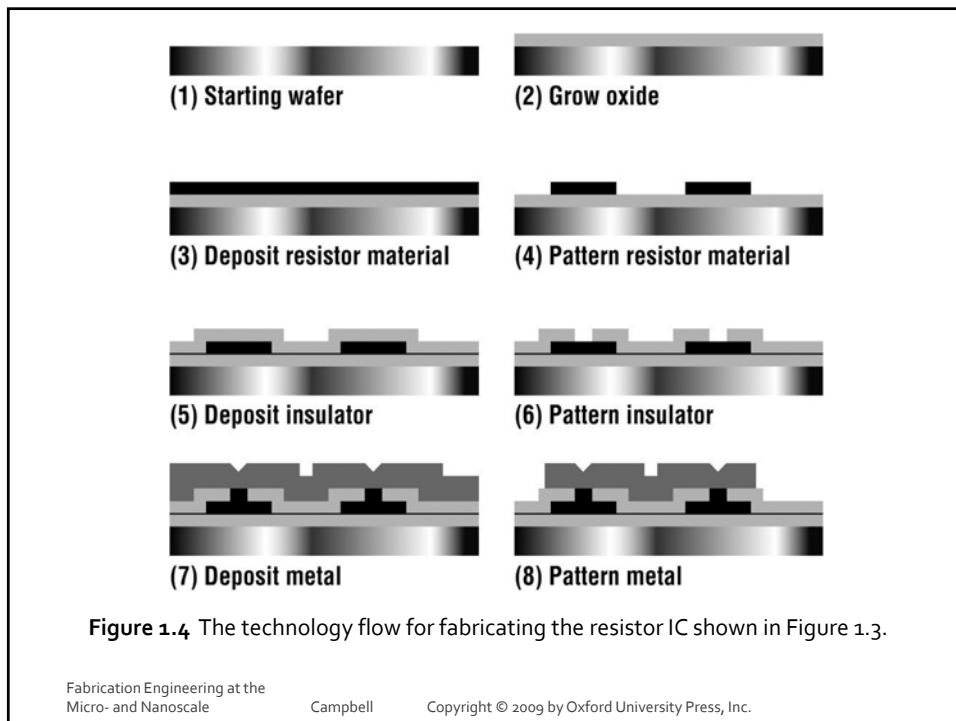 (1) Starting wafer
(2) Grow oxide
(3) Deposit resistor material
(4) Pattern resistor material
(5) Deposit insulator
(6) Pattern insulator
(7) Deposit metal
(8) Pattern metal
Figure 1.4 The technology flow for fabricating the resistor IC shown in Figure 1.3.
Fabrication Engineering at the
Micro- and Nanoscale Campbell Copyright © 2009 by Oxford University Press, Inc.